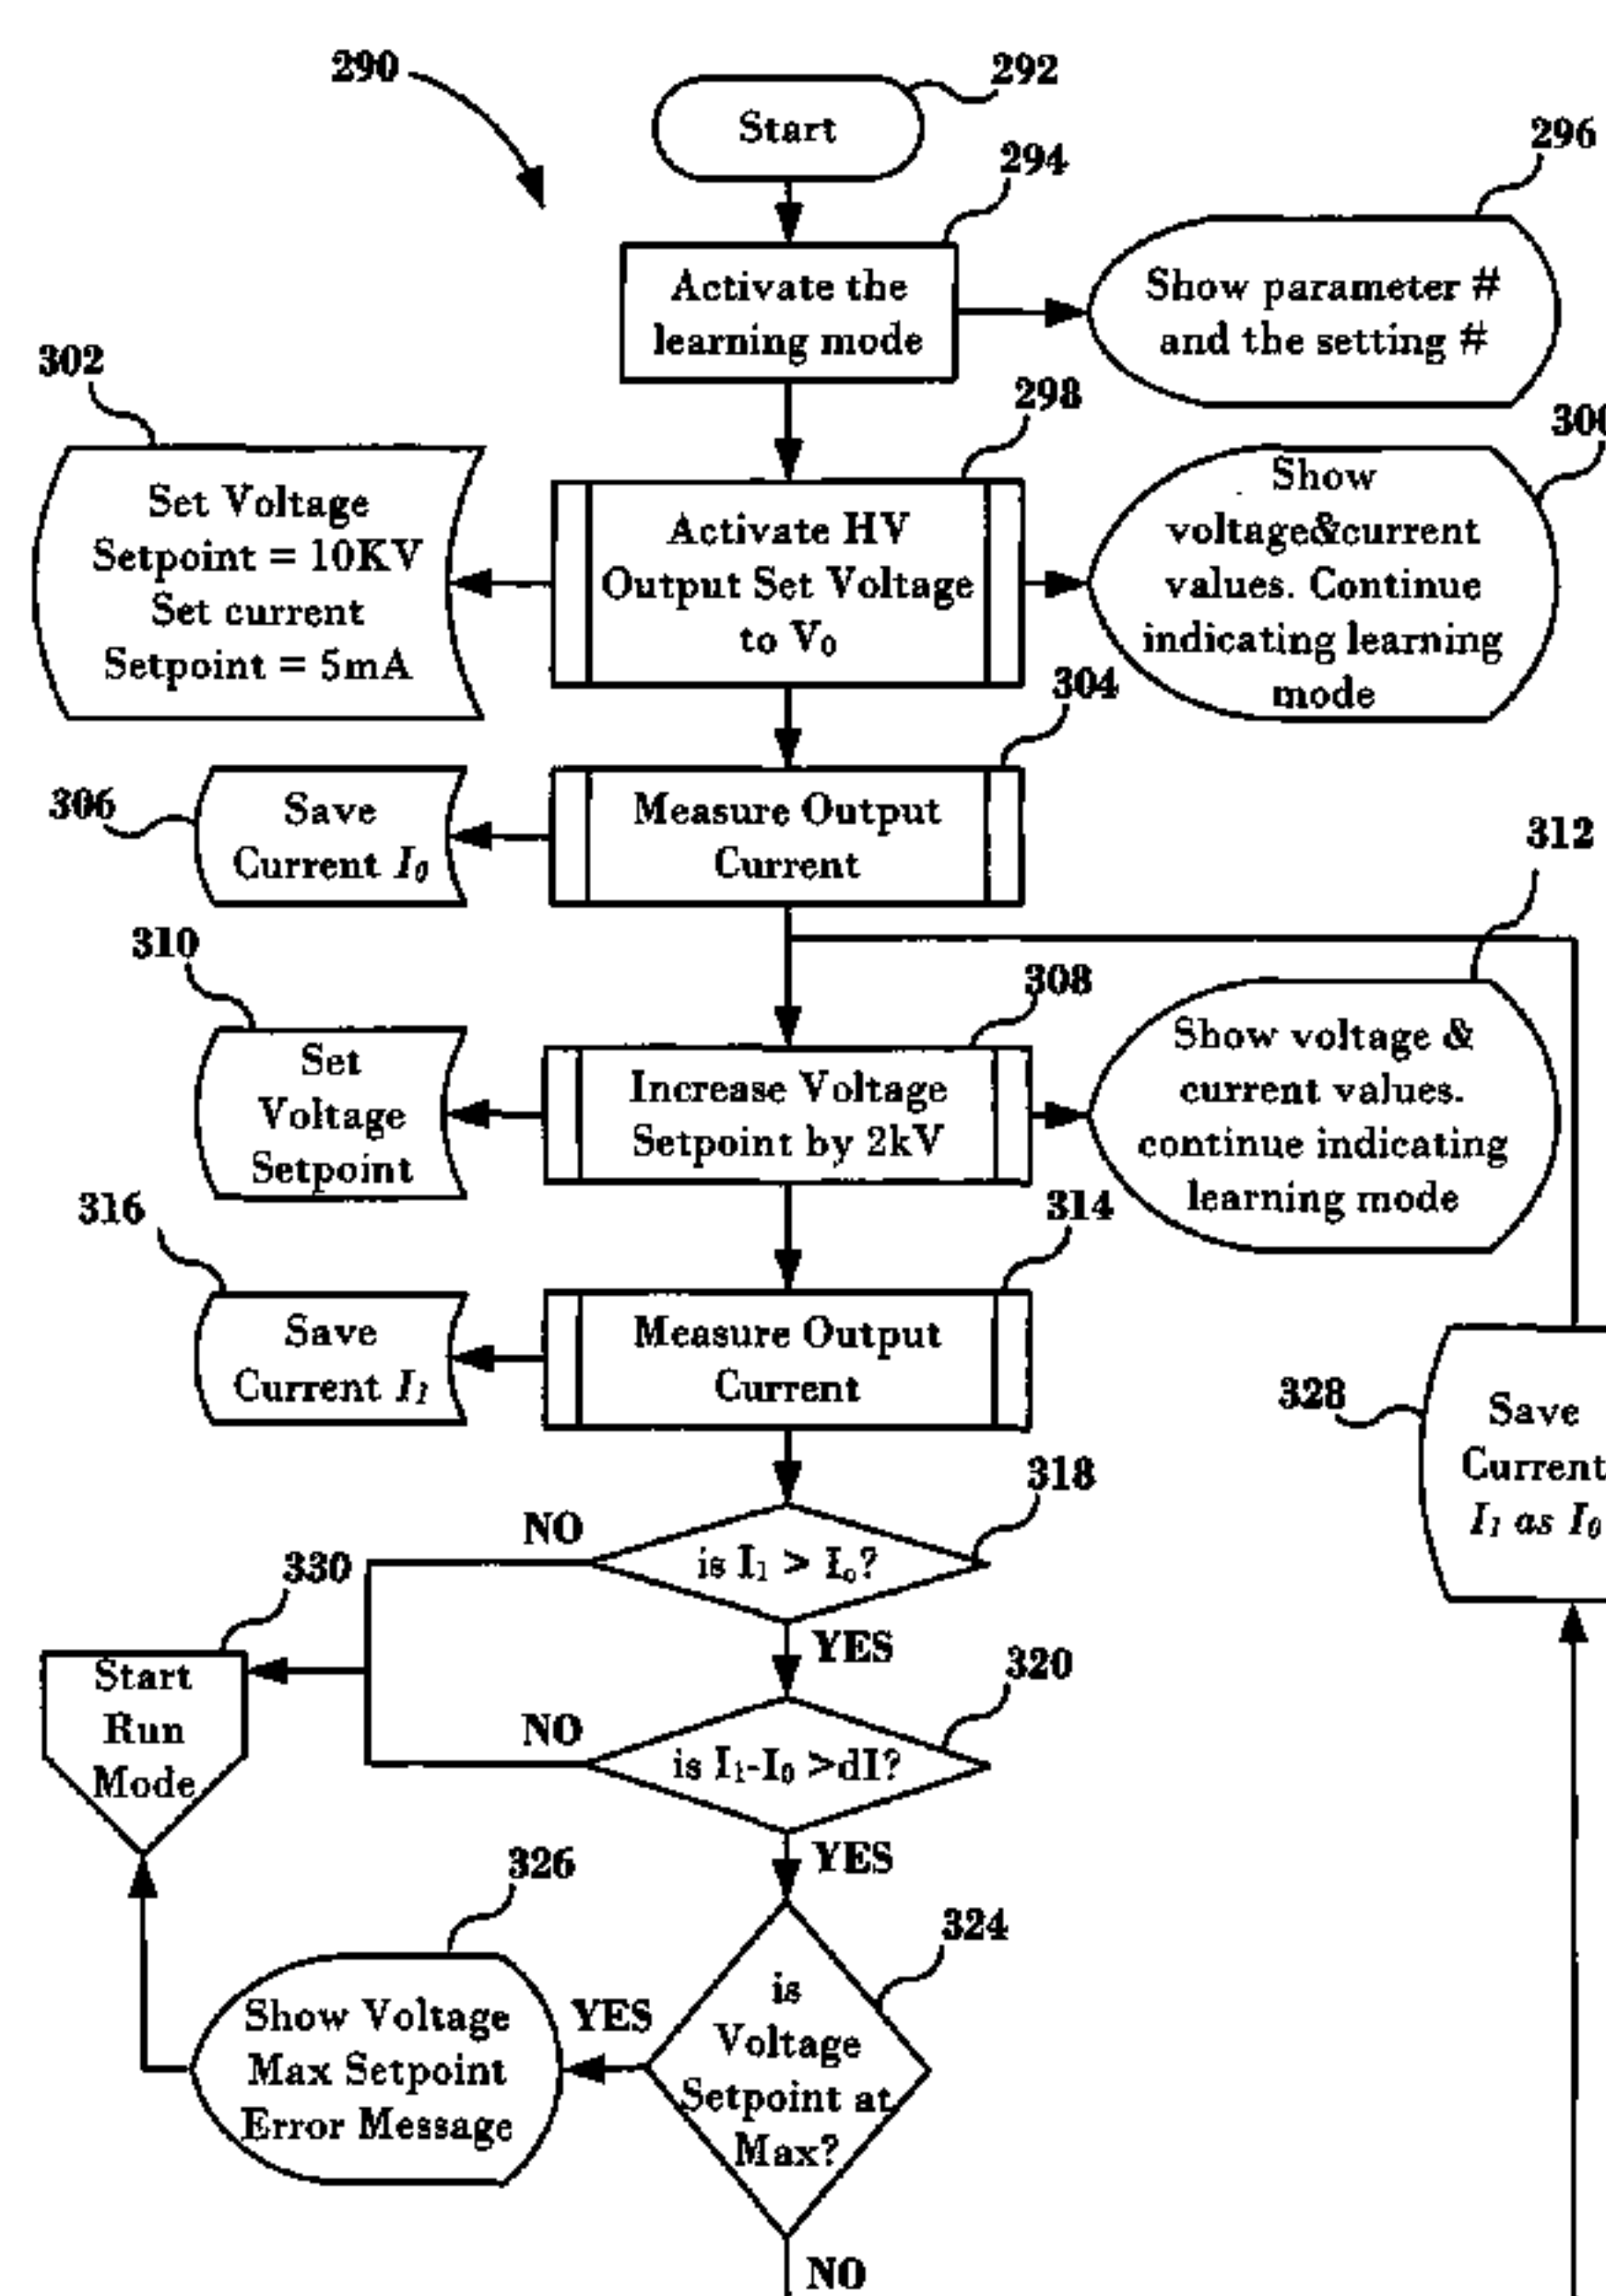 290
292
Start
294
296
Activate the
learning mode
Show parameter #
and the setting #
302
298
Set Voltage
Setpoint = 10KV
Set current
Setpoint = 5mA
Activate HV
Output Set Voltage
to V₀
Show
voltage&current
values. Continue
indicating learning
mode
304
306
Save
Current I₀
Measure Output
Current
312
310
308
Set
Voltage
Setpoint
Increase Voltage
Setpoint by 2kV
Show voltage &
current values.
continue indicating
learning mode
316
314
Save
Current I₁
Measure Output
Current
328
Save
Current
I₁ as I₀
318
NO
is I₁ > I₀?
330
YES
320
Start
Run
Mode
NO
is I₁-I₀ >dI?
YES
326
324
Show Voltage
Max Setpoint
Error Message
YES
is
Voltage
Setpoint at
Max?
NO